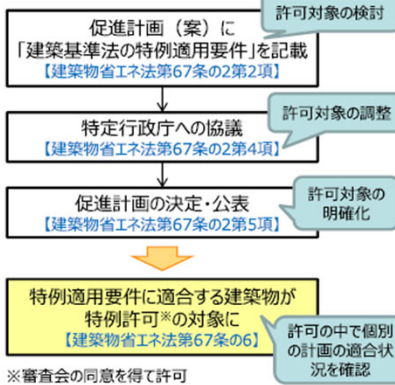 許可対象の検討
促進計画（案）に
「建築基準法の特例適用要件」を記載
【建築物省エネ法第67条の2第2項】
許可対象の調整
特定行政庁への協議
【建築物省エネ法第67条の2第4項】
許可対象の
明確化
促進計画の決定・公表
【建築物省エネ法第67条の2第5項】
特例適用要件に適合する建築物が
特例許可※の対象に
【建築物省エネ法第67条の6】
許可の中で個別
の計画の適合状
況を確認
※審査会の同意を得て許可